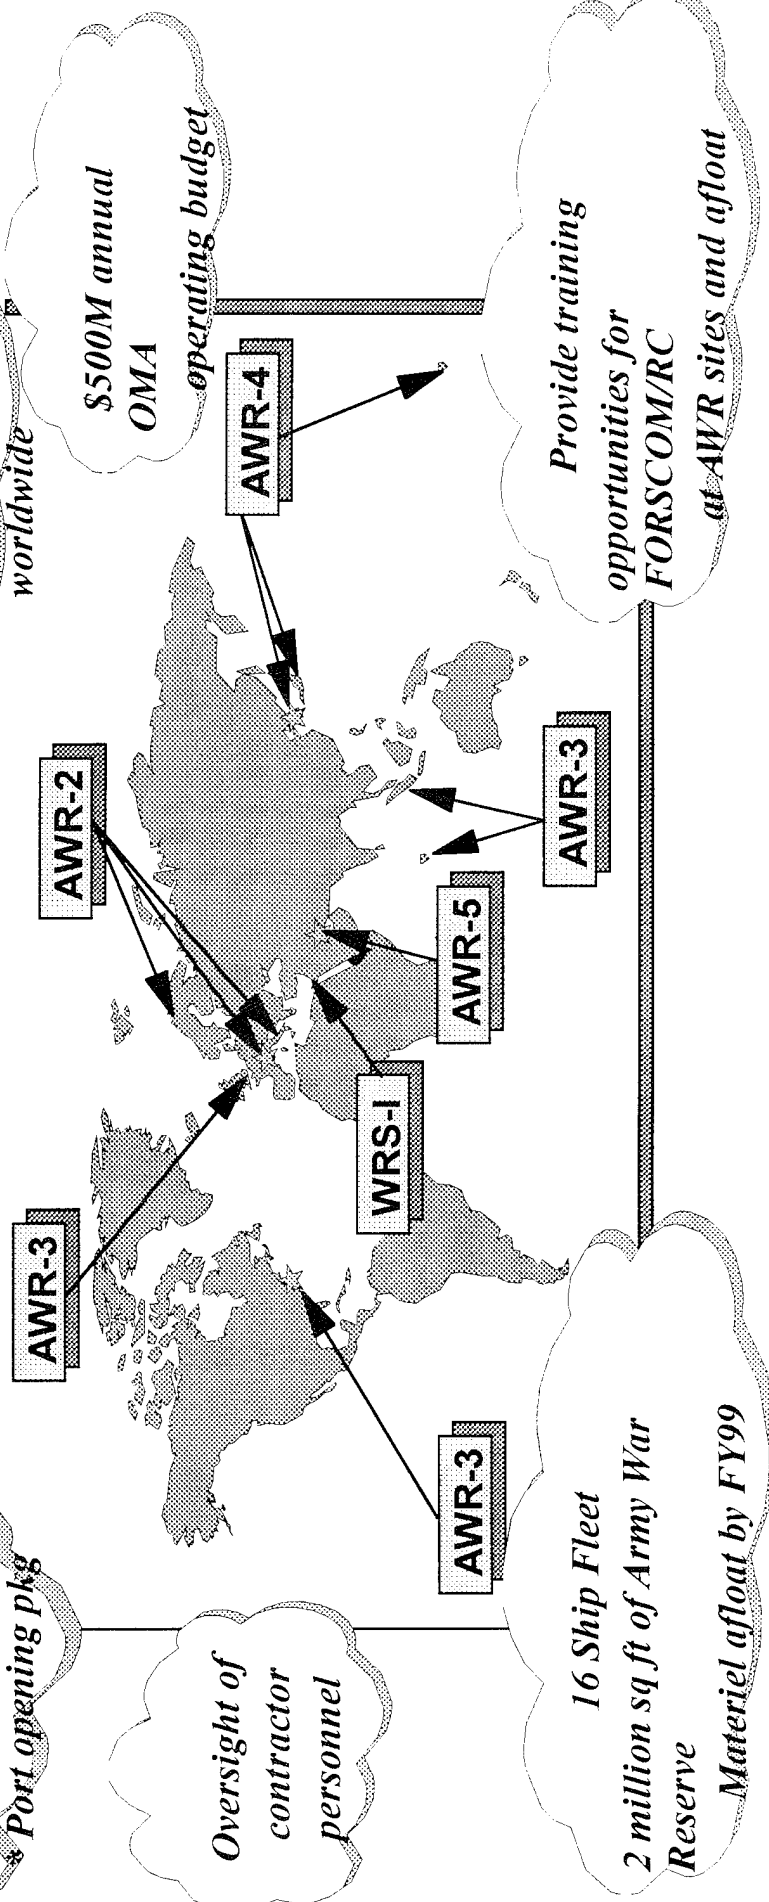 * Port opening pkg
worldwide
$500M annual
OMA
operating budget
Oversight of
contractor
personnel
AWR-3
AWR-2
AWR-4
WRS-I
AWR-5
AWR-3
AWR-3
16 Ship Fleet
2 million sq ft of Army War
Reserve
Materiel afloat by FY99
Provide training
opportunities for
FORSCOM/RC
at AWR sites and afloat